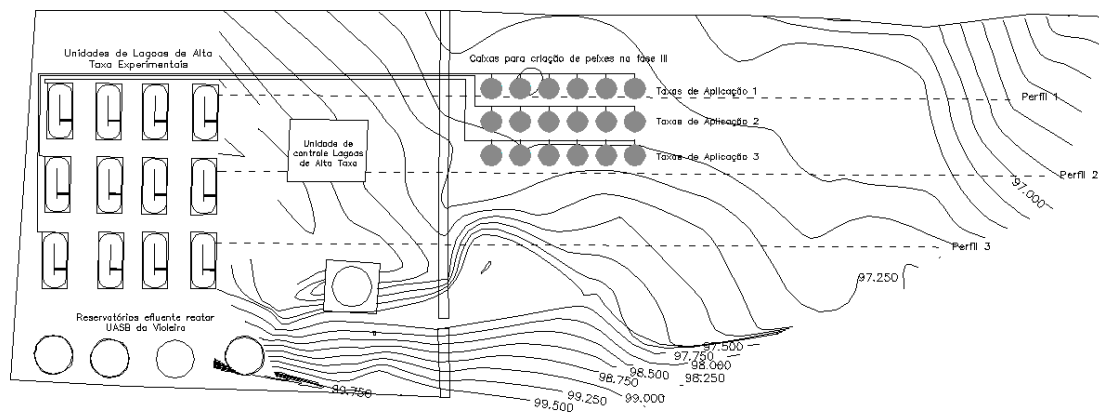 Unidades de Lagoas de Alta
Taxa Experimentais
Caixas para criação de peixes na fase III
Taxas de Aplicação 1
Perfil 1
Taxas de Aplicação 2
Unidade de
controle Lagoas
de Alta Taxa
Taxas de Aplicação 3
Perfil 2
97.000
Perfil 3
97.250
Reservatórios efluente reator
UASB da Violeira
97.500
97.750
98.000
98.500
98.250
98.750
99.000
99.250
99.500
99.750